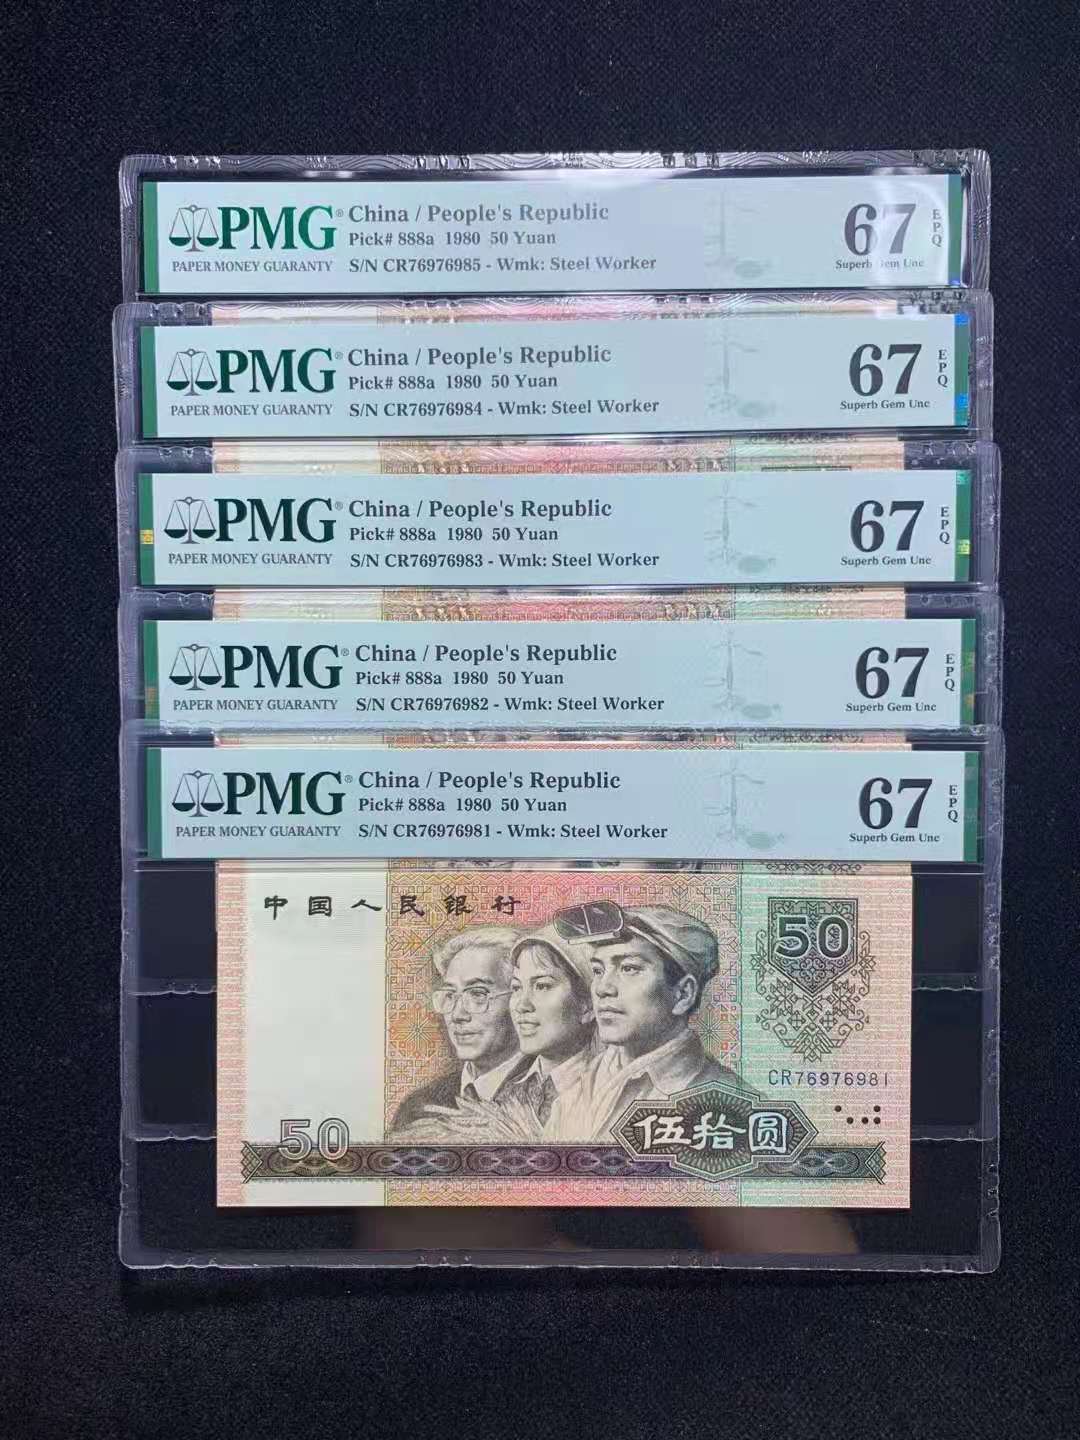 PMG® China / People's Republic
Pick# 888a 1980 50 Yuan
PAPER MONEY GUARANTY S/N CR76976985 - Wmk: Steel Worker
67 EPQ
Superb Gem Unc
PMG® China / People's Republic
Pick# 888a 1980 50 Yuan
PAPER MONEY GUARANTY S/N CR76976984 - Wmk: Steel Worker
67 EPQ
Superb Gem Unc
PMG® China / People's Republic
Pick# 888a 1980 50 Yuan
PAPER MONEY GUARANTY S/N CR76976983 - Wmk: Steel Worker
67 EPQ
Superb Gem Unc
PMG® China / People's Republic
Pick# 888a 1980 50 Yuan
PAPER MONEY GUARANTY S/N CR76976982 - Wmk: Steel Worker
67 EPQ
Superb Gem Unc
PMG® China / People's Republic
Pick# 888a 1980 50 Yuan
PAPER MONEY GUARANTY S/N CR76976981 - Wmk: Steel Worker
67 EPQ
Superb Gem Unc
中国人民银行
50
CR76976981
50
伍拾圆